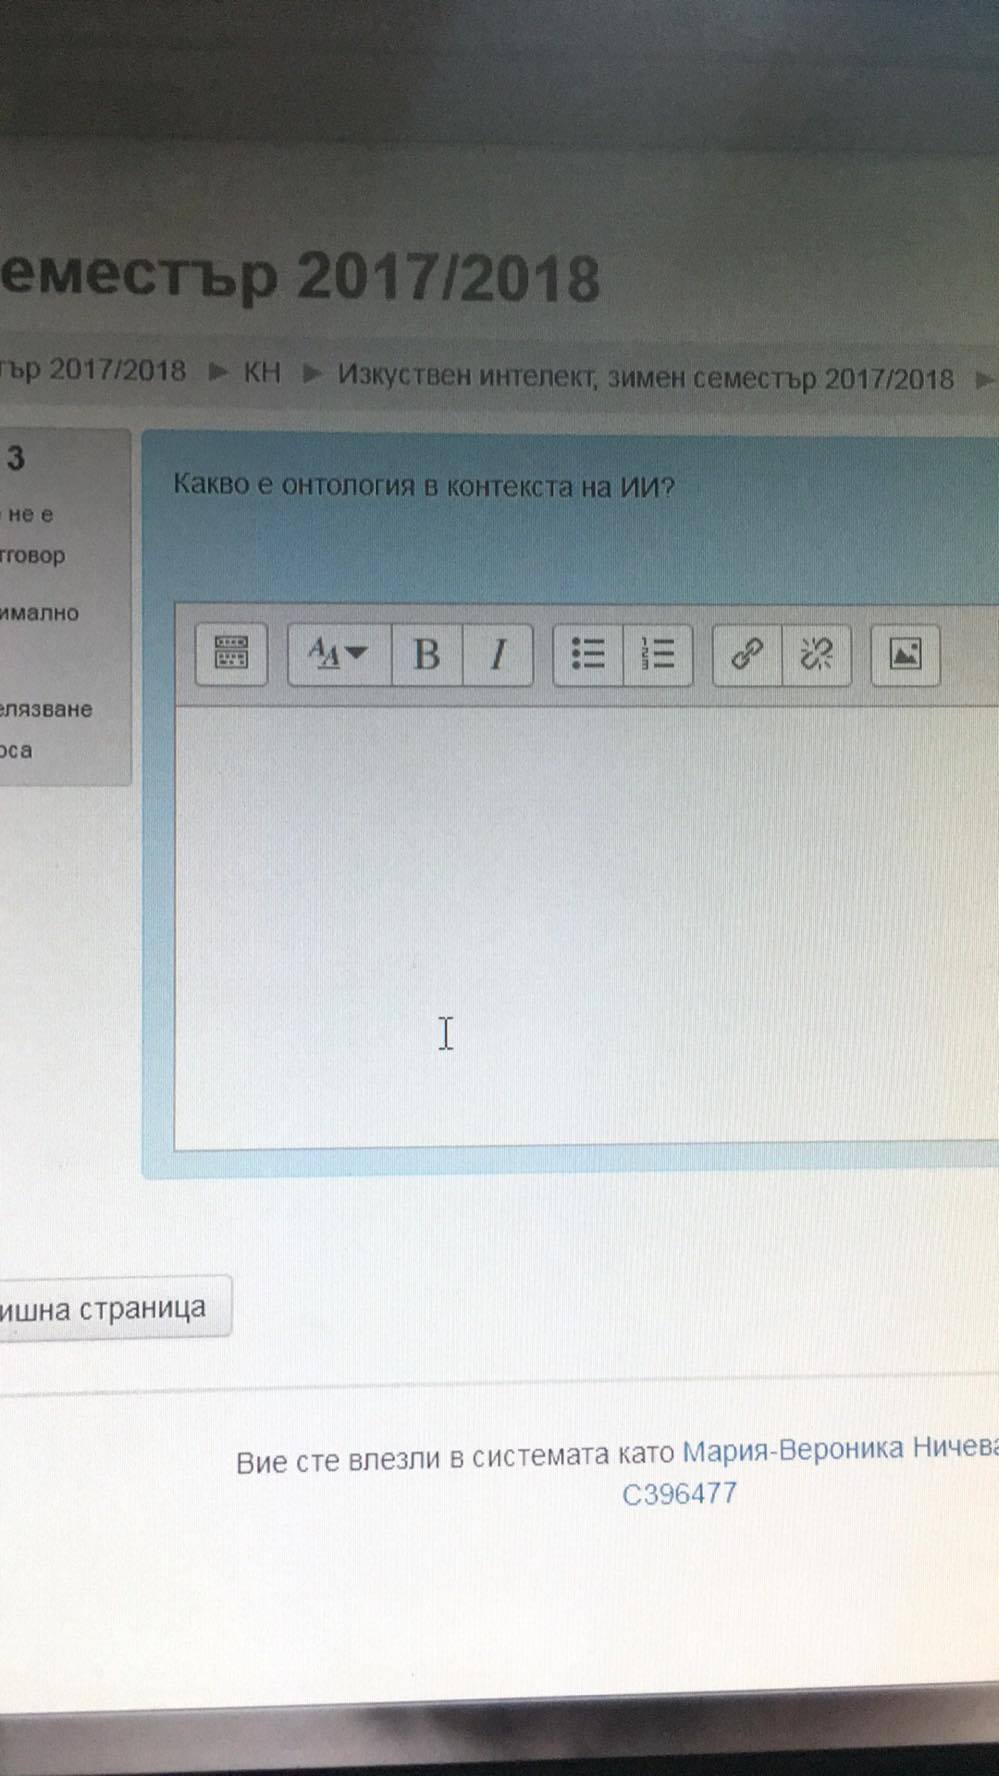 еместър 2017/2018
тър 2017/2018 ▶ КН ▶ Изкуствен интелект, зимен семестър 2017/2018 ▶
3
не е
тговор
имално
елязване
оса
Какво е онтология в контекста на ИИ?
ишна страница
Вие сте влезли в системата като Мария-Вероника Ничева
C396477